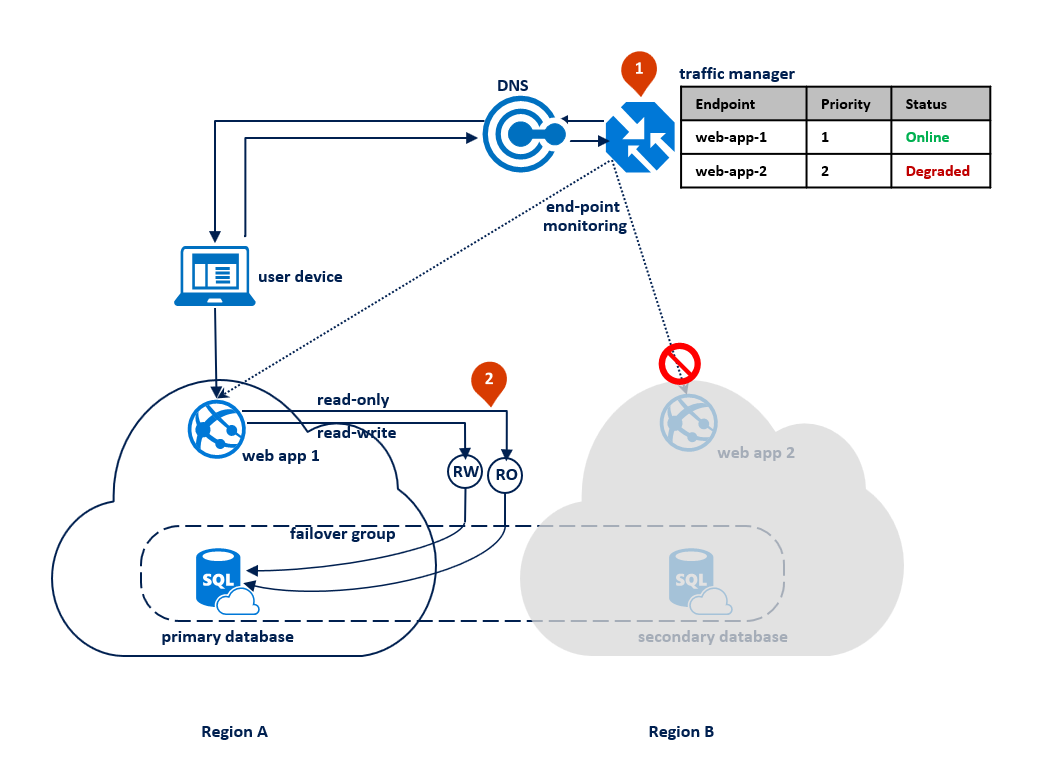 1
traffic manager
DNS
Endpoint Priority Status
web-app-1 1 Online
web-app-2 2 Degraded
end-point
monitoring
user device
2
read-only
read-write
web app 1
web app 2
RW
RO
failover group
SQL
SQL
primary database
secondary database
Region A
Region B